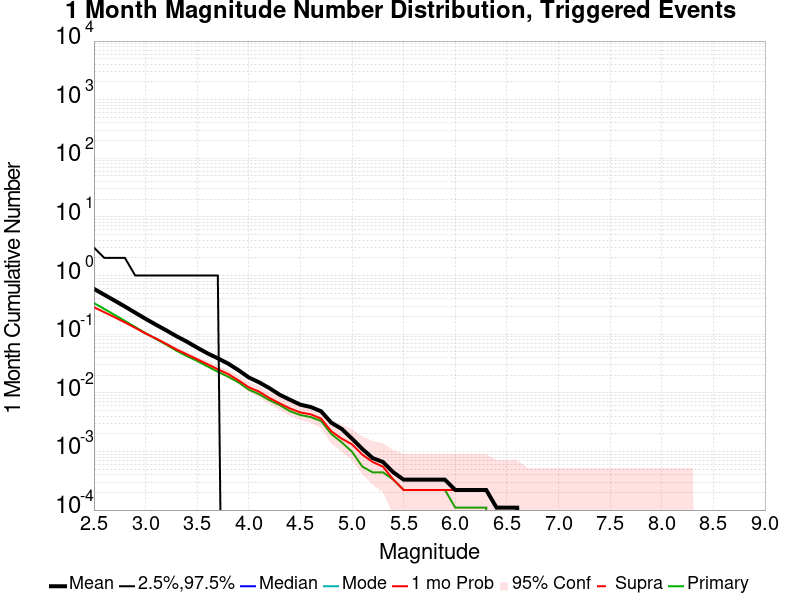 1 Month Magnitude Number Distribution, Triggered Events
1 Month Cumulative Number
10 4
10 3
10 2
10 1
10 0
10 -1
10 -2
10 -3
10 -4
2.5 3.0 3.5 4.0 4.5 5.0 5.5 6.0 6.5 7.0 7.5 8.0 8.5 9.0
Magnitude
Mean 2.5%,97.5% Median Mode 1 mo Prob 95% Conf Supra Primary